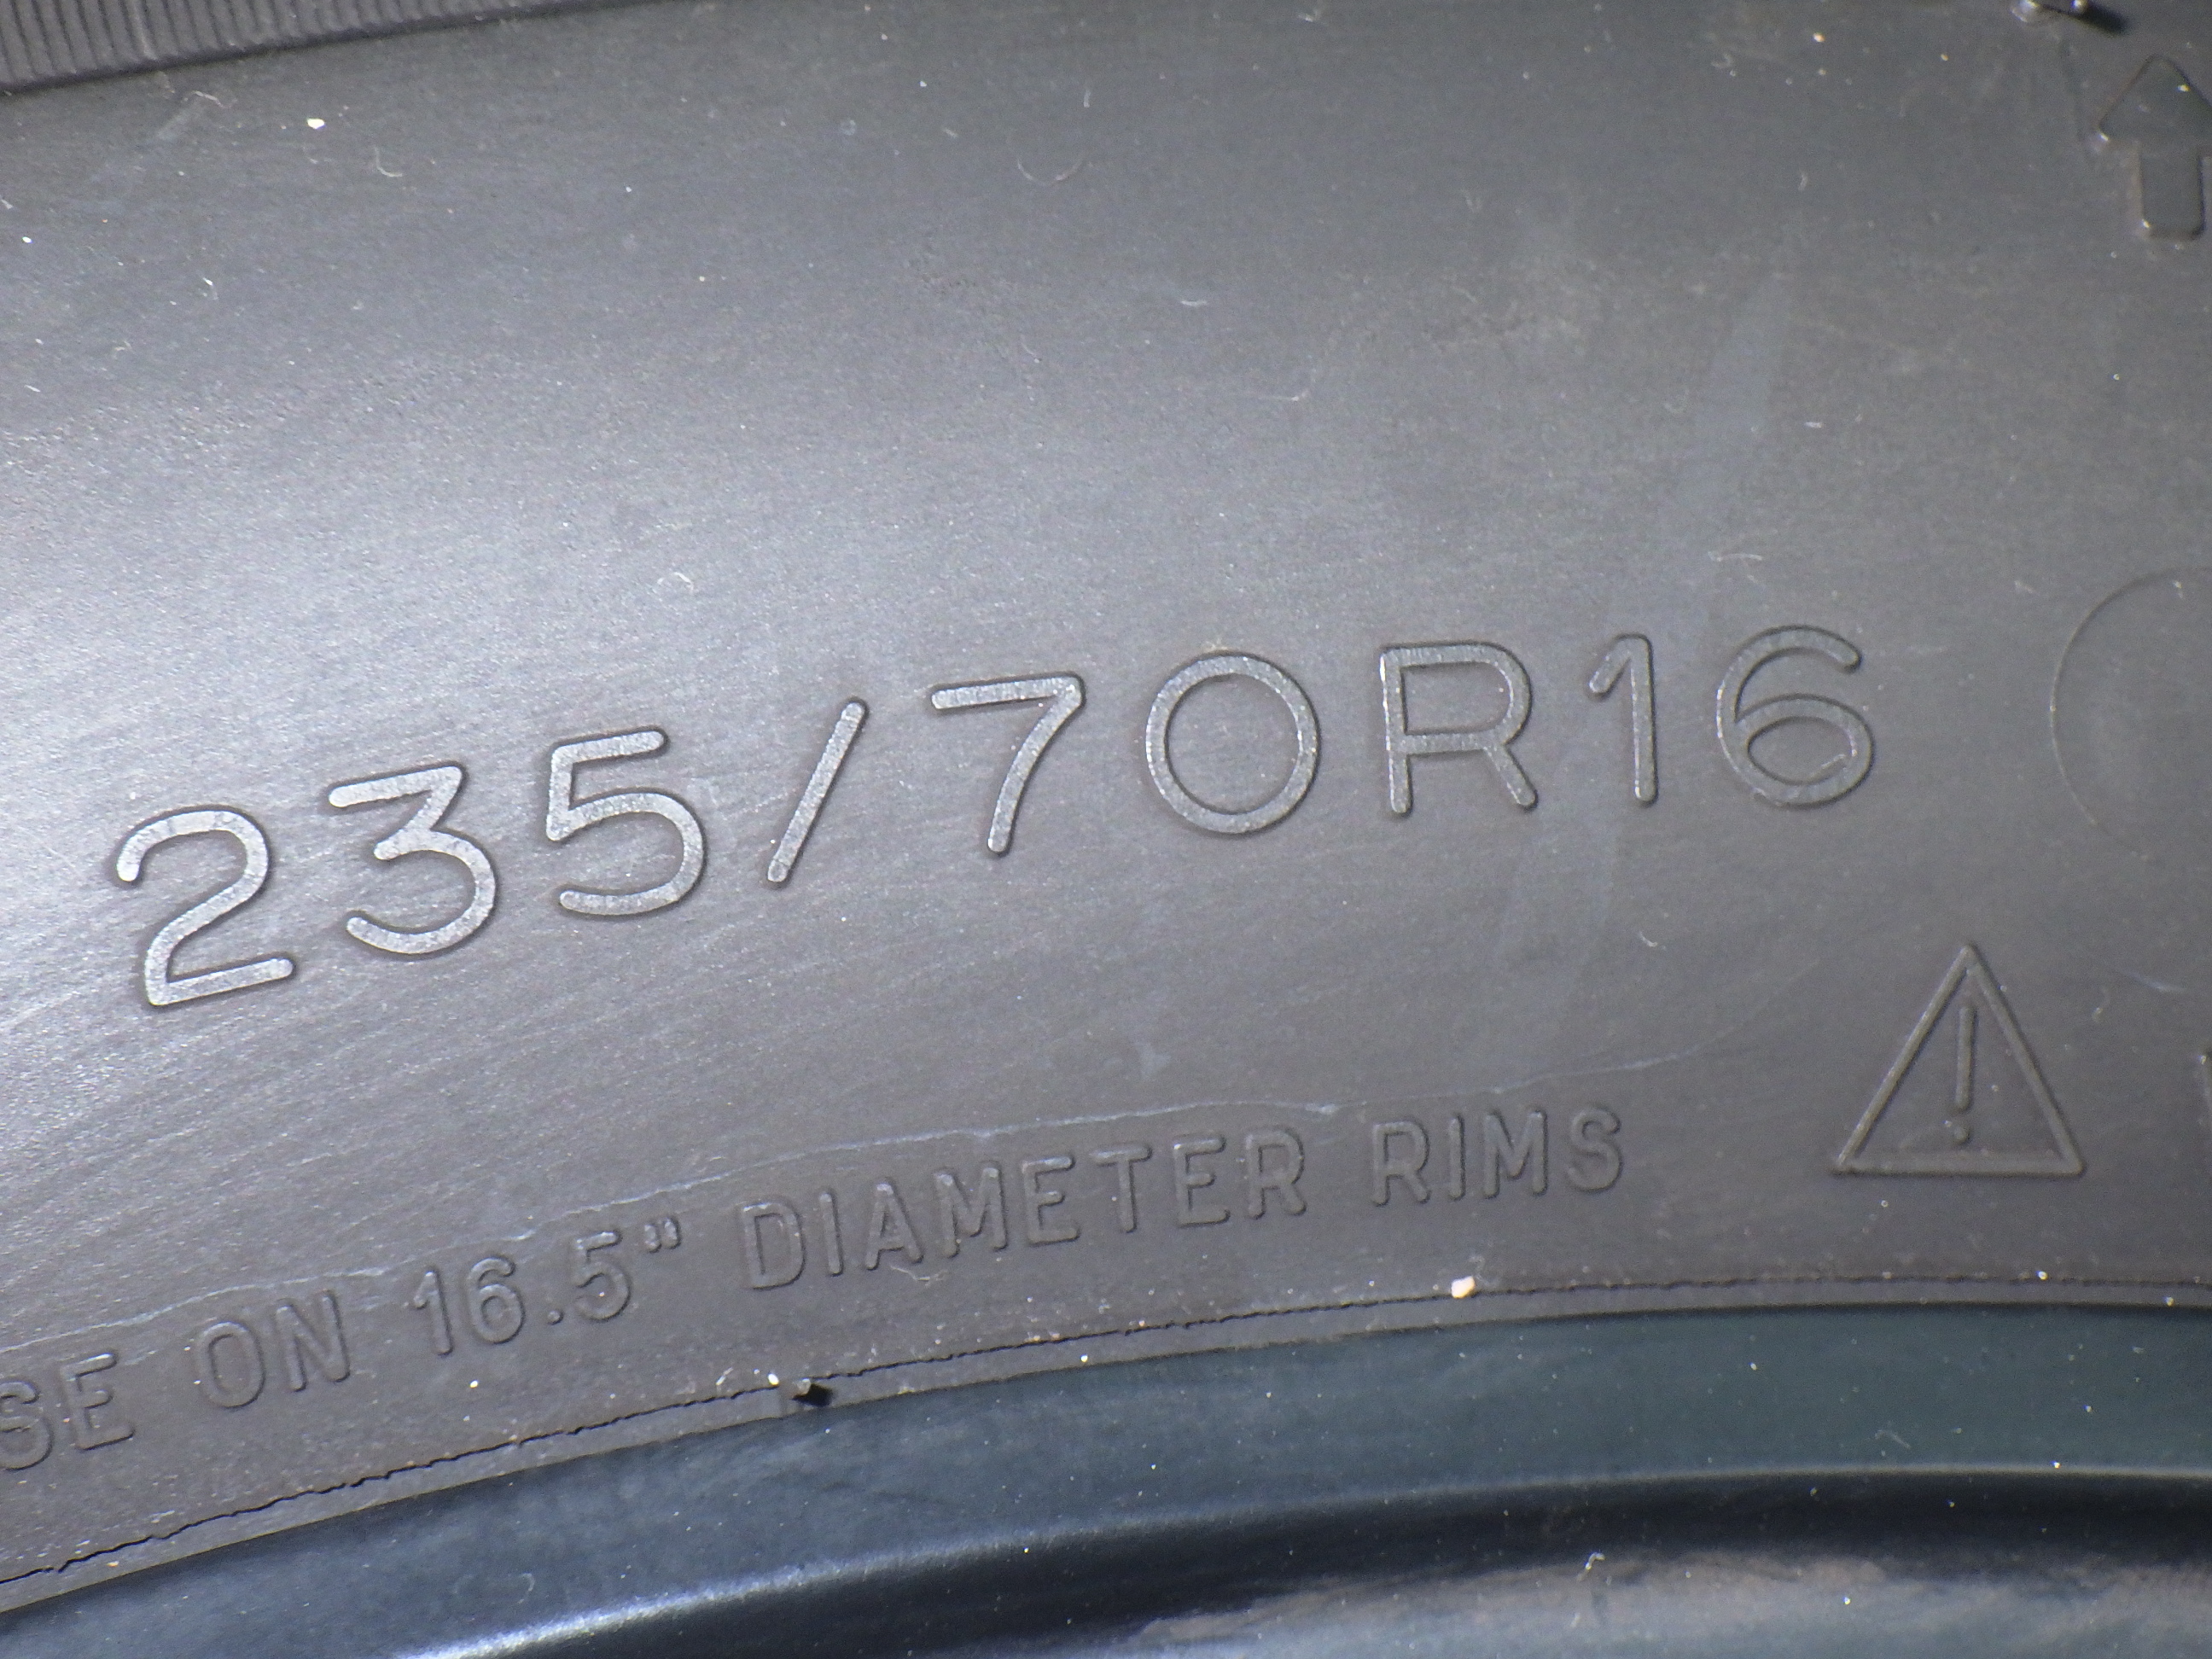 235/70R16
SE ON 16.5" DIAMETER RIMS